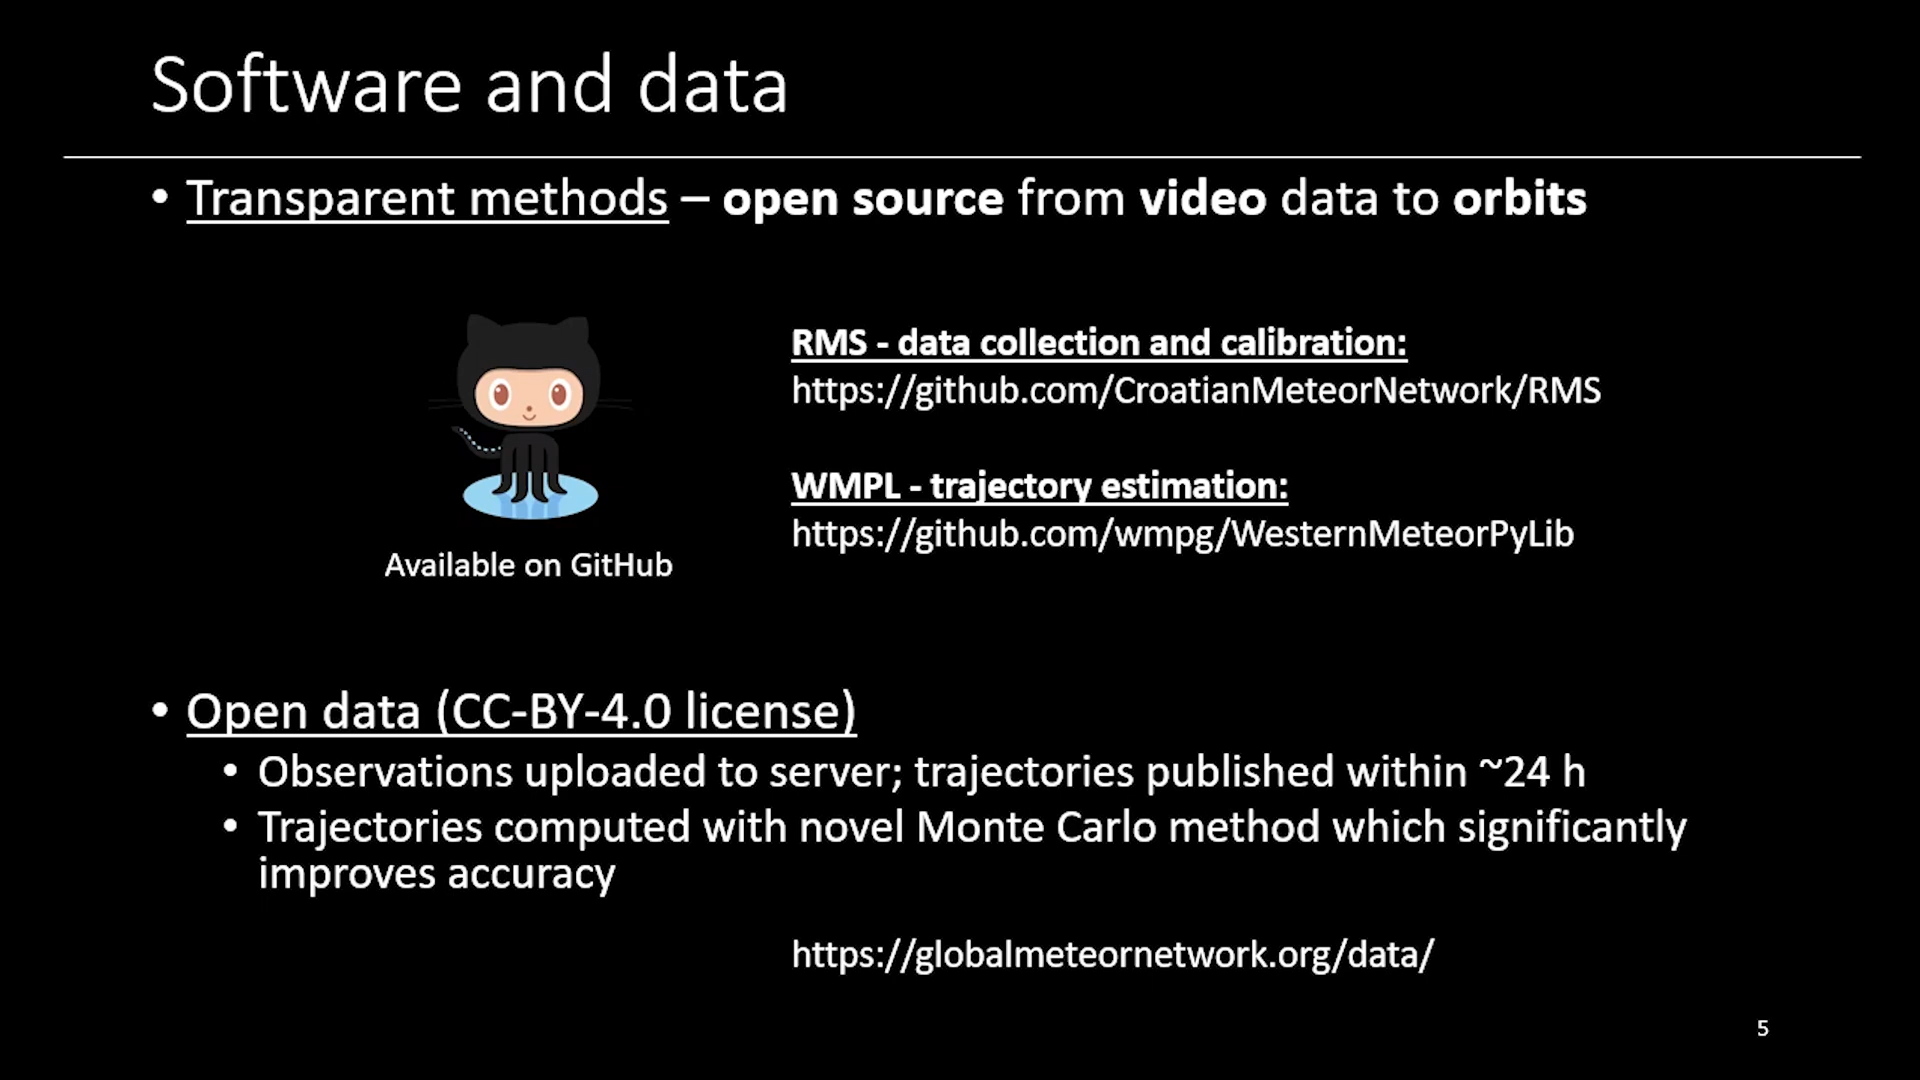 Software and data
• Transparent methods – open source from video data to orbits
RMS - data collection and calibration:
https://github.com/CroatianMeteorNetwork/RMS
WMPL - trajectory estimation:
https://github.com/wmpg/WesternMeteorPyLib
Available on GitHub
• Open data (CC-BY-4.0 license)
• Observations uploaded to server; trajectories published within ~24 h
• Trajectories computed with novel Monte Carlo method which significantly
improves accuracy
https://globalmeteornetwork.org/data/
5